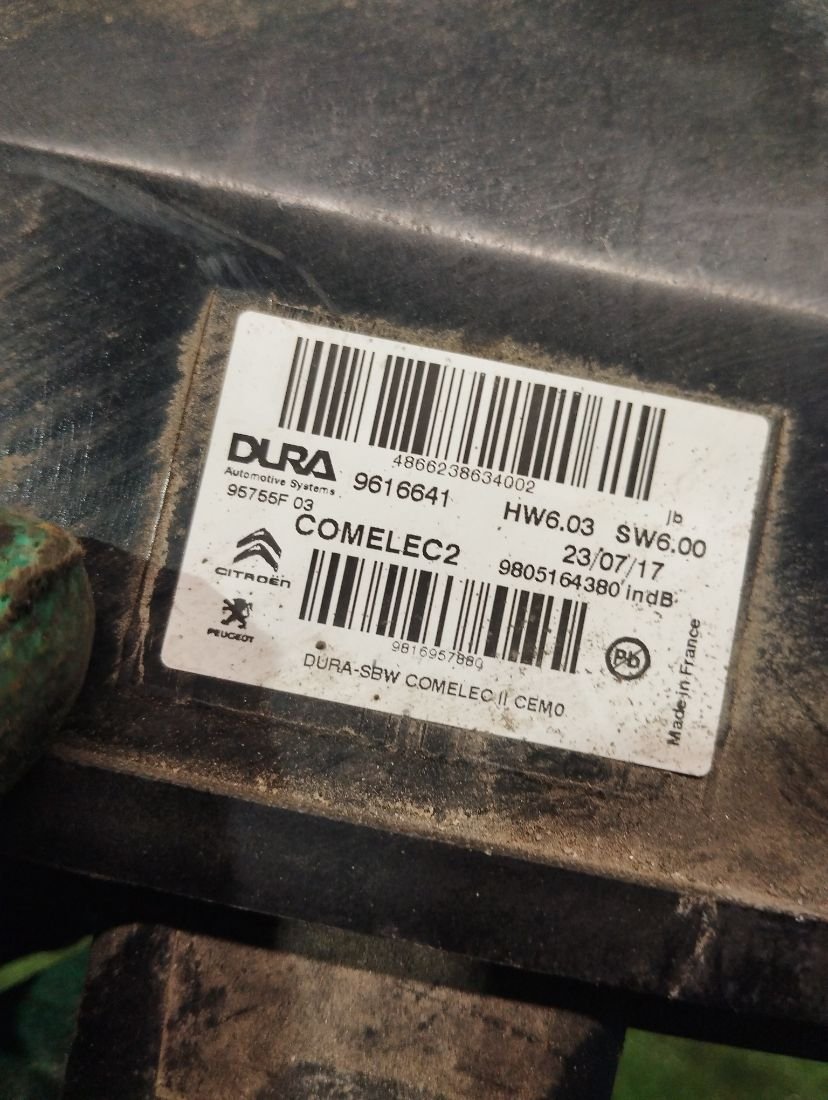 4866238634002
DURA
Automotive Systems
9616641
HW6.03 SW6.00
jb
95755F 03
COMELEC2
23/07/17
9805164380 indB
CITROËN
PEUGEOT
9816957880
Pb
DURA-SBW COMELEC II CEM0
Made in France